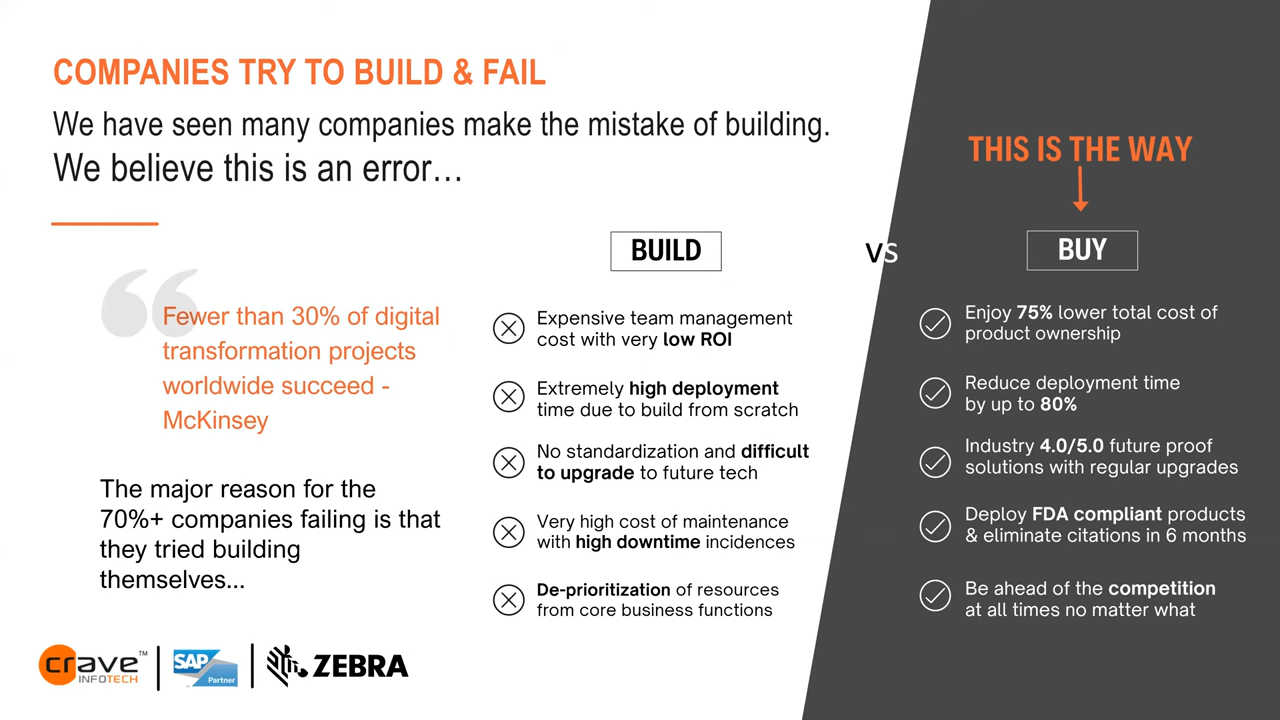 COMPANIES TRY TO BUILD & FAIL
We have seen many companies make the mistake of building.
We believe this is an error…
“
Fewer than 30% of digital
transformation projects
worldwide succeed -
McKinsey
The major reason for the
70%+ companies failing is that
they tried building
themselves...
BUILD
Expensive team management
cost with very low ROI
Extremely high deployment
time due to build from scratch
No standardization and difficult
to upgrade to future tech
Very high cost of maintenance
with high downtime incidences
De-prioritization of resources
from core business functions
vs
THIS IS THE WAY
BUY
Enjoy 75% lower total cost of
product ownership
Reduce deployment time
by up to 80%
Industry 4.0/5.0 future proof
solutions with regular upgrades
Deploy FDA compliant products
& eliminate citations in 6 months
Be ahead of the competition
at all times no matter what
crave™
INFOTECH
SAP
Partner
ZEBRA